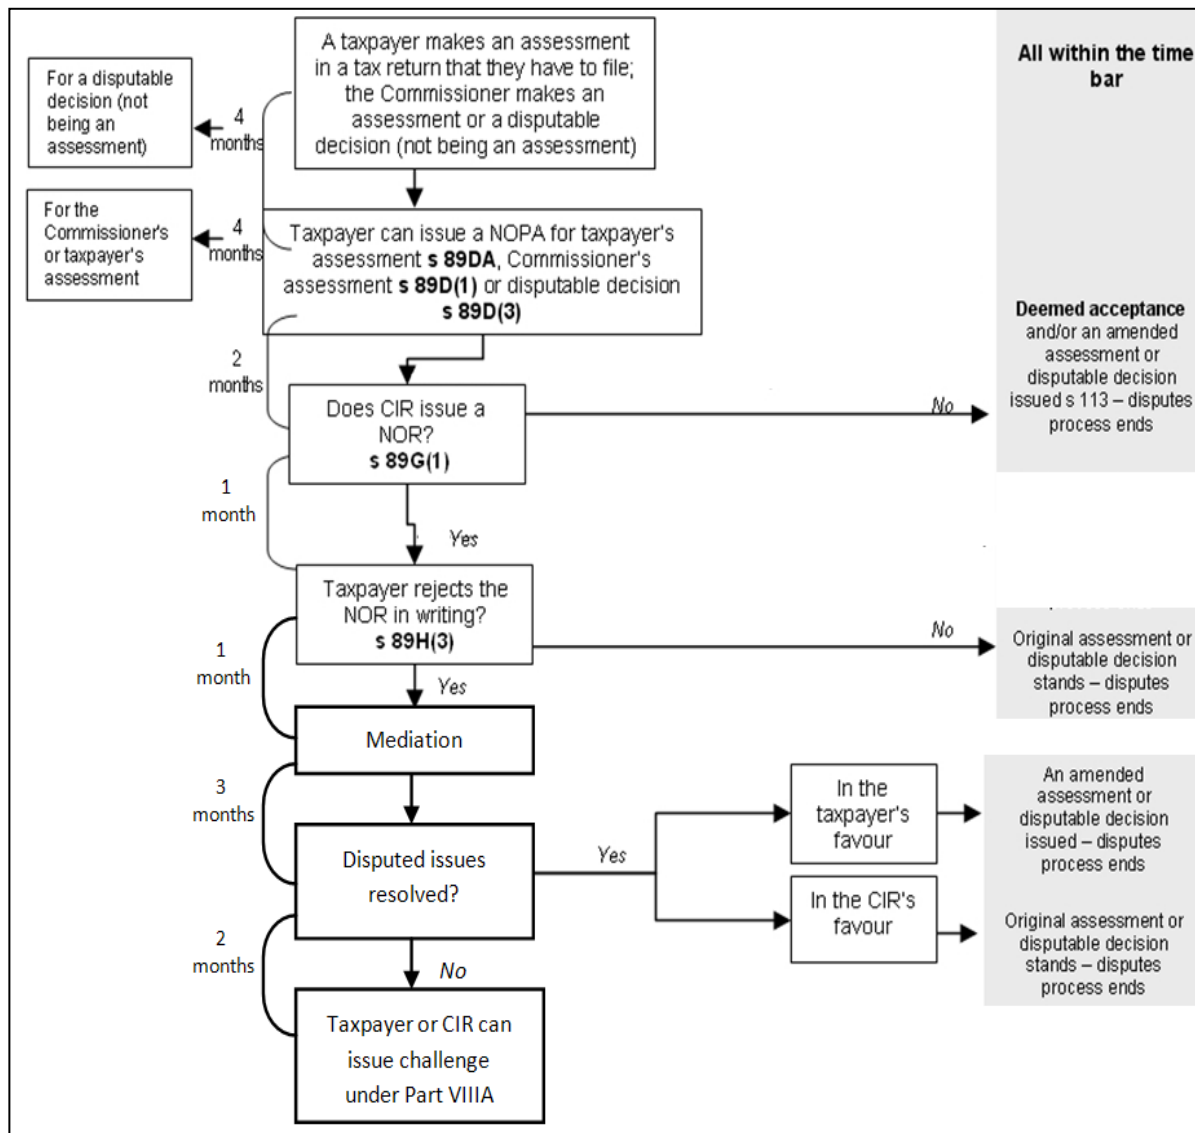 A taxpayer makes an assessment
in a tax return that they have to file;
the Commissioner makes an
assessment or a disputable
decision (not being an assessment)
All within the time
bar
For a disputable
decision (not
being an
assessment)
4
months
For the
Commissioner's
or taxpayer's
assessment
4
months
Taxpayer can issue a NOPA for taxpayer's
assessment s 89DA, Commissioner's
assessment s 89D(1) or disputable decision
s 89D(3)
2
months
Does CIR issue a
NOR?
s 89G(1)
No
Deemed acceptance
and/or an amended
assessment or
disputable decision
issued s 113 – disputes
process ends
1
month
Yes
Taxpayer rejects the
NOR in writing?
s 89H(3)
No
Original assessment or
disputable decision
stands – disputes
process ends
1
month
Yes
Mediation
3
months
Disputed issues
resolved?
Yes
In the
taxpayer's
favour
An amended
assessment or
disputable decision
issued – disputes
process ends
In the CIR's
favour
Original assessment or
disputable decision
stands – disputes
process ends
2
months
No
Taxpayer or CIR can
issue challenge
under Part VIIIA